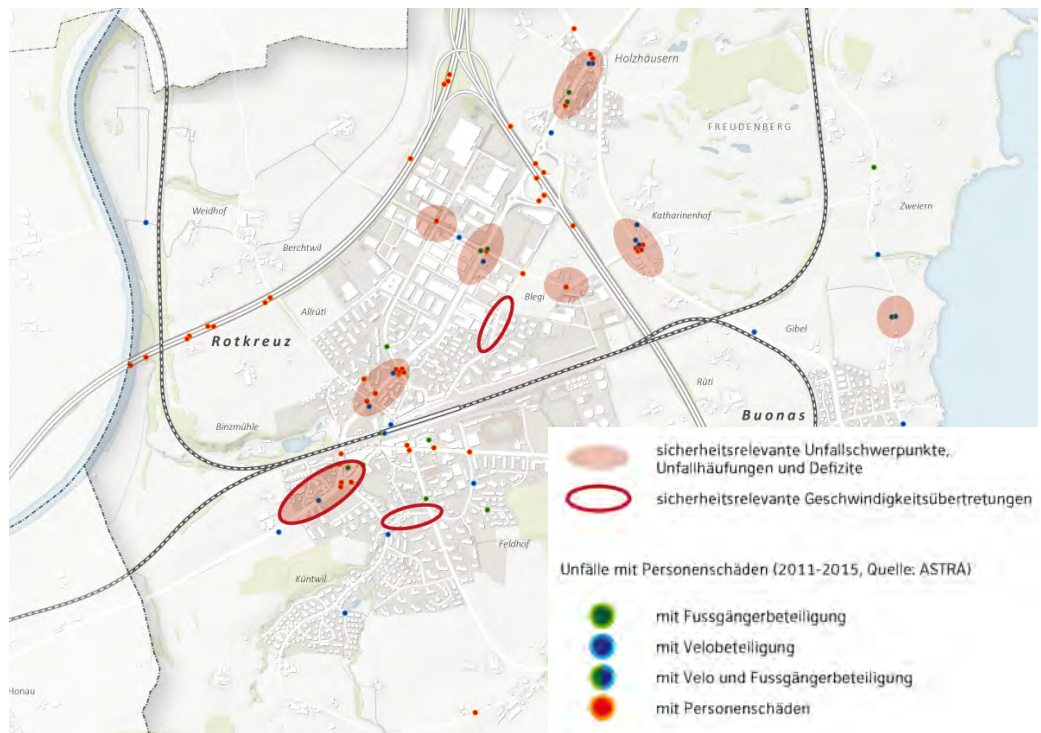 Holzhäusern
FREUDENBERG
Weidhof
Katharinenhof
Zweiern
Berchtwil
Allrüti
Blegi
Rotkreuz
Gibel
Rüti
Binzmühle
Buonas
Feldhof
Küntwil
Honau
sicherheitsrelevante Unfallschwerpunkte,
Unfallhäufungen und Defizite
sicherheitsrelevante Geschwindigkeitsübertretungen
Unfälle mit Personenschäden (2011-2015, Quelle: ASTRA)
mit Fussgängerbeteiligung
mit Velobeteiligung
mit Velo und Fussgängerbeteiligung
mit Personenschäden